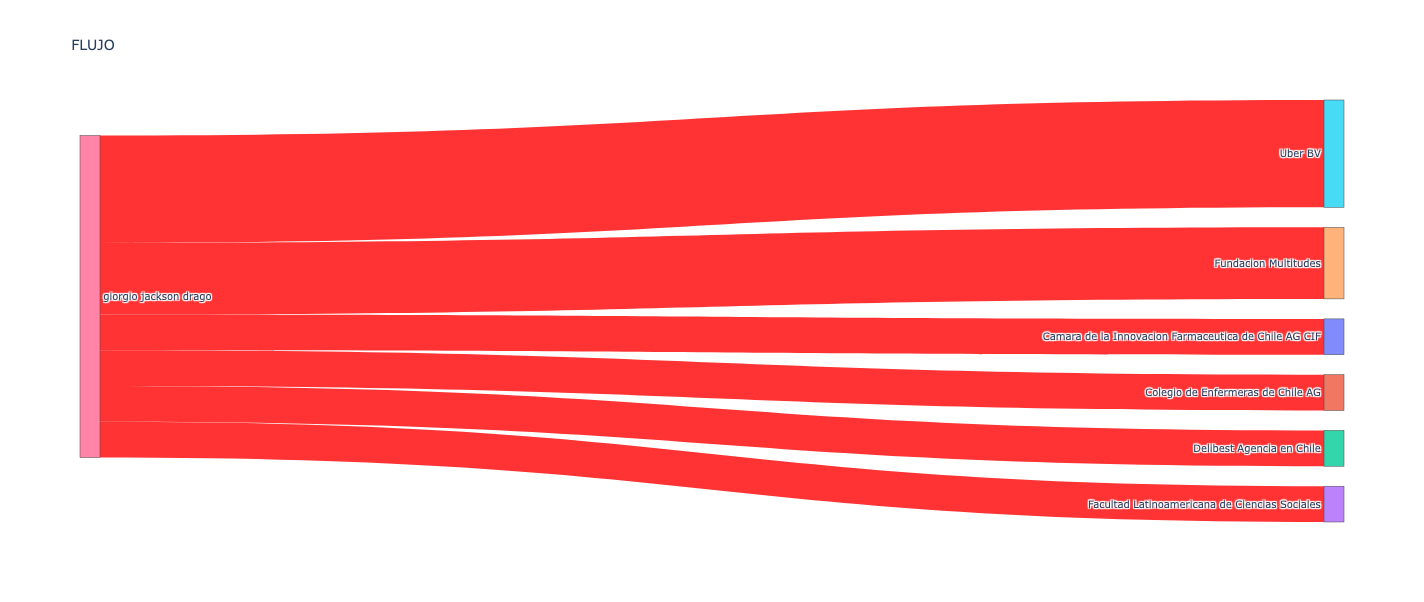 FLUJO
Uber BV
Fundacion Multitudes
giorgio jackson drago
Camara de la Innovacion Farmaceutica de Chile AG CIF
Colegio de Enfermeras de Chile AG
Delibest Agencia en Chile
Facultad Latinoamericana de Ciencias Sociales